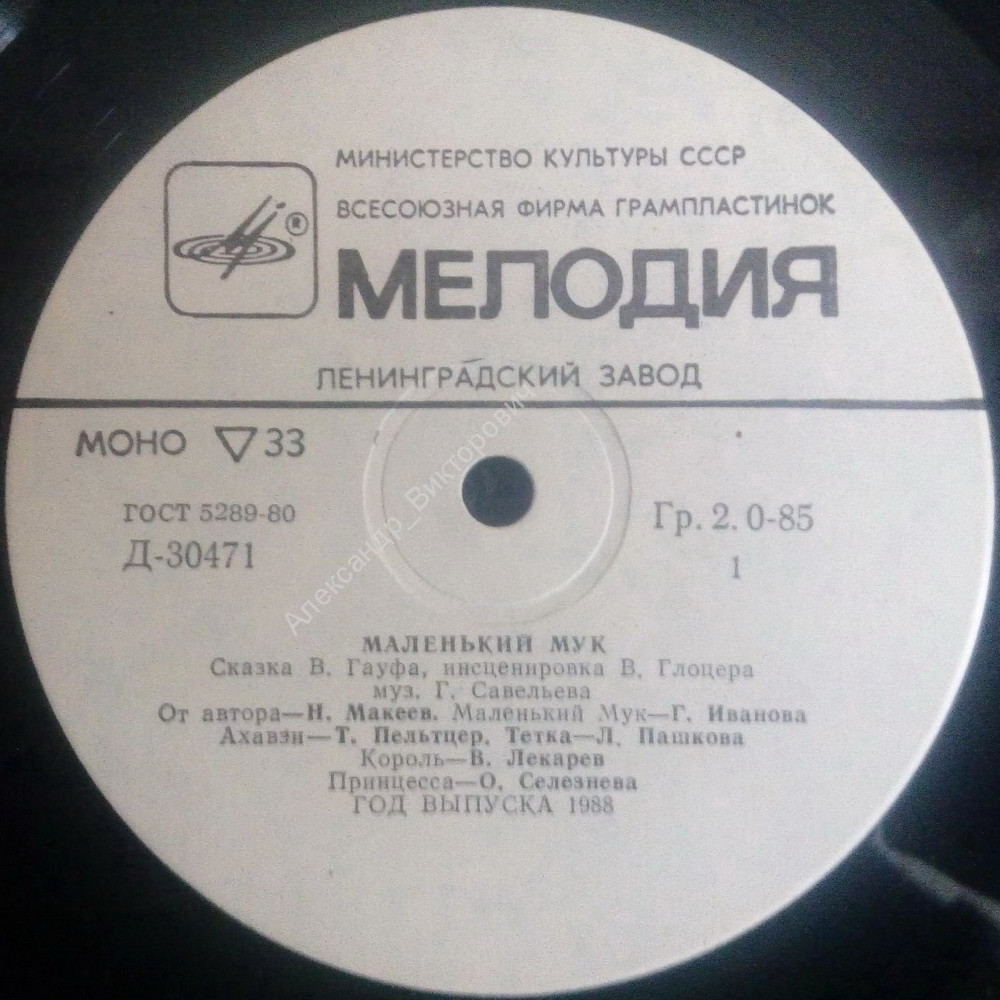 МИНИСТЕРСТВО КУЛЬТУРЫ СССР
ВСЕСОЮЗНАЯ ФИРМА ГРАМПЛАСТИНОК
®
МЕЛОДИЯ
ЛЕНИНГРАДСКИЙ ЗАВОД
МОНО ▽ 33
ГОСТ 5289-80
Д-30471
Гр. 2. 0-85
1
Александр_Викторович
МАЛЕНЬКИЙ МУК
Сказка В. Гауфа, инсценировка В. Глоцера
муз. Г. Савельева
От автора—Н. Макеев. Маленький Мук—Г. Иванова
Ахавзи—Т. Пельтцер, Тетка—Л. Пашкова
Король—В. Лекарев
Принцесса—О. Селезнева
ГОД ВЫПУСКА 1988